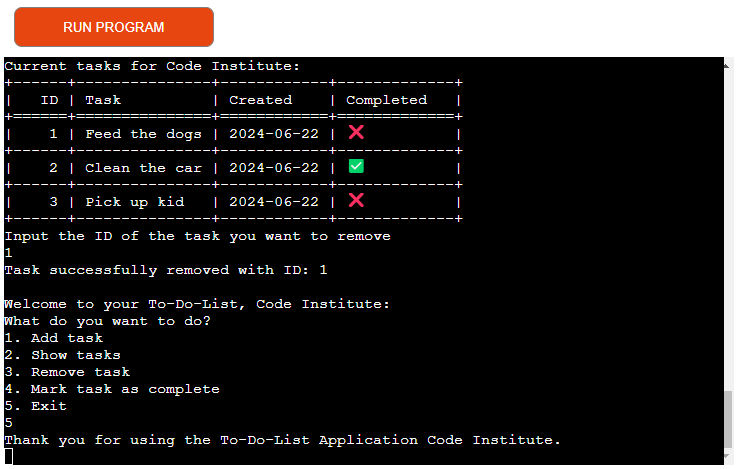 RUN PROGRAM
Current tasks for Code Institute:
+------+---------------+------------+-------------+
|   ID | Task          | Created    | Completed   |
+======+===============+============+=============+
|    1 | Feed the dogs | 2024-06-22 | ❌          |
+------+---------------+------------+-------------+
|    2 | Clean the car | 2024-06-22 | ✅          |
+------+---------------+------------+-------------+
|    3 | Pick up kid   | 2024-06-22 | ❌          |
+------+---------------+------------+-------------+
Input the ID of the task you want to remove
1
Task successfully removed with ID: 1
Welcome to your To-Do-List, Code Institute:
What do you want to do?
1. Add task
2. Show tasks
3. Remove task
4. Mark task as complete
5. Exit
5
Thank you for using the To-Do-List Application Code Institute.